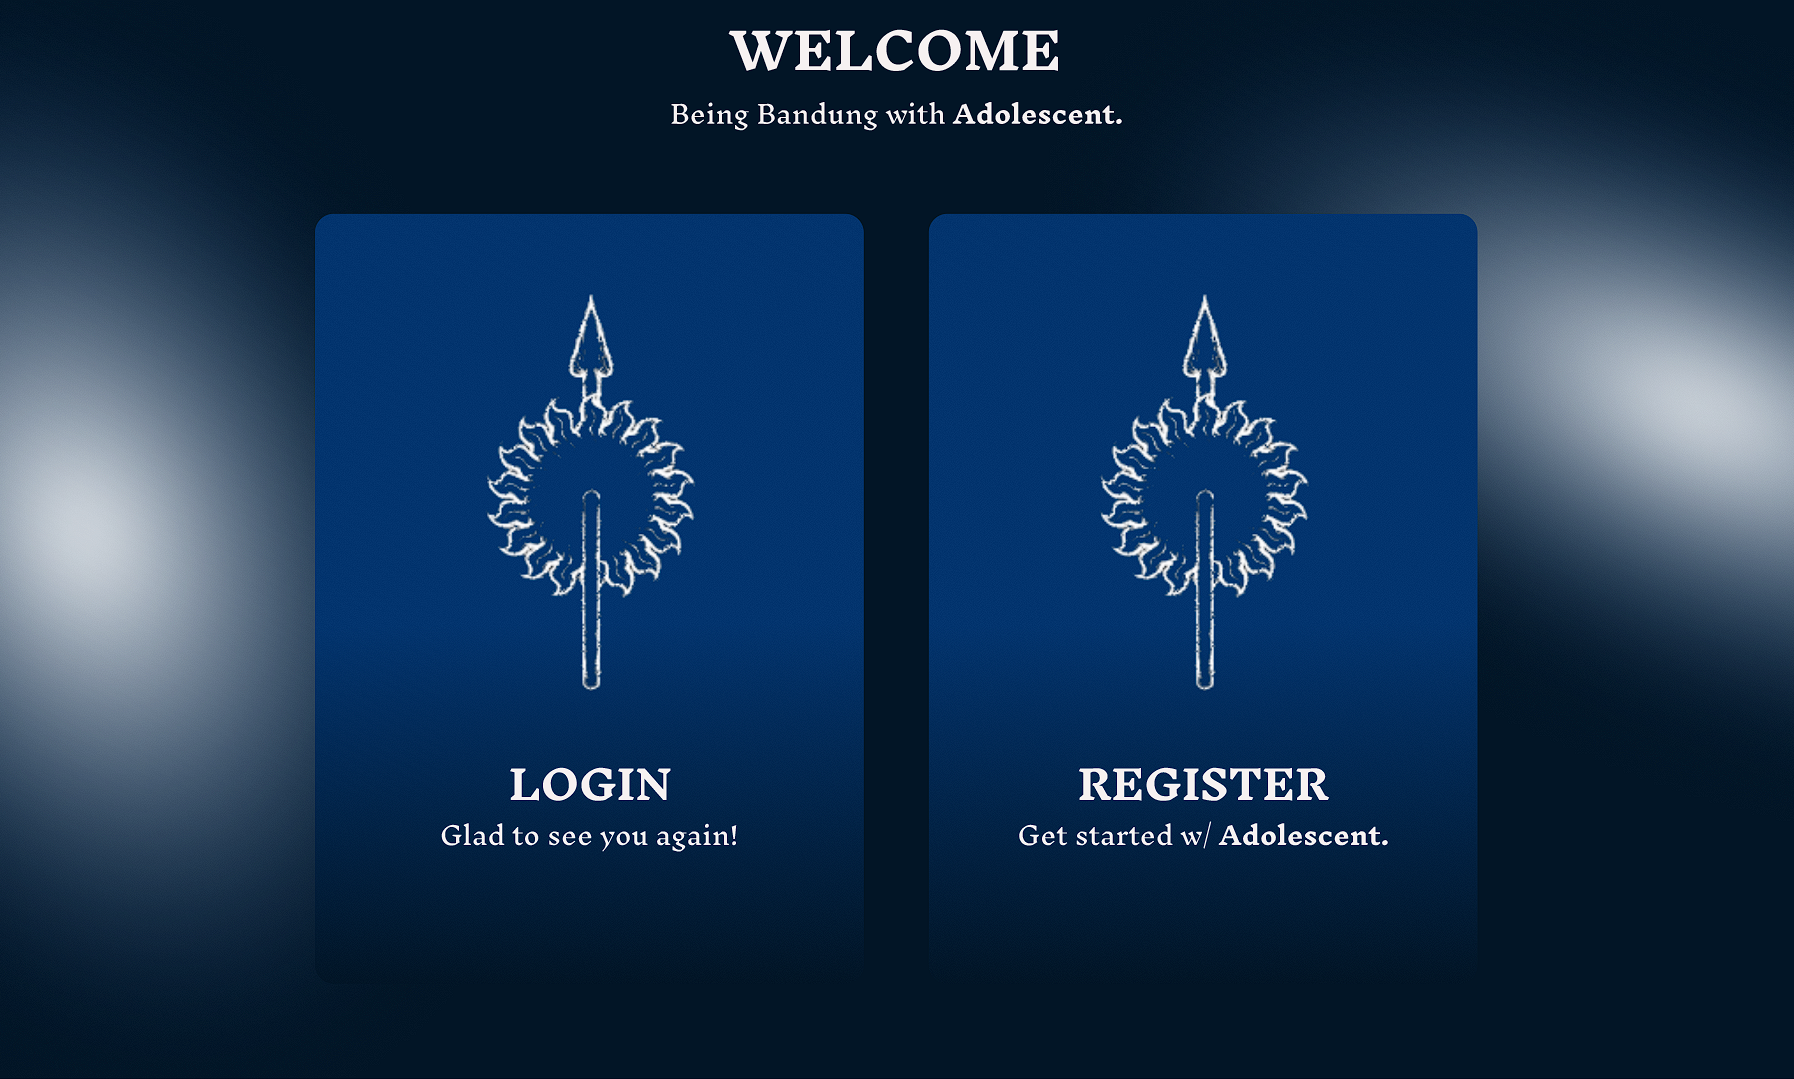 WELCOME
Being Bandung with Adolescent.
LOGIN
Glad to see you again!
REGISTER
Get started w/ Adolescent.